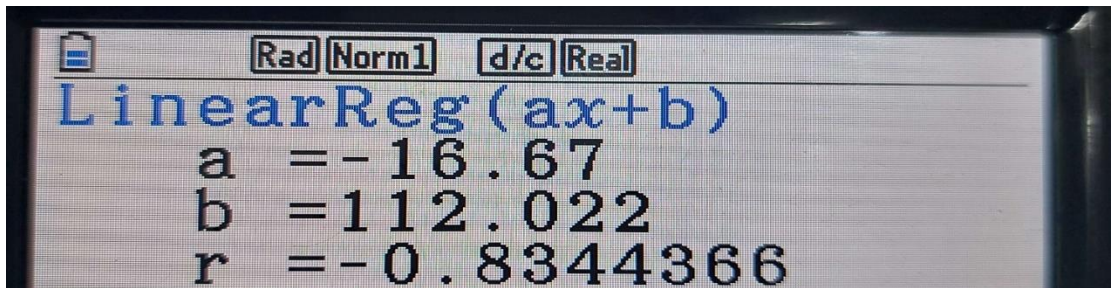 Rad Norm1 d/c Real
LinearReg(ax+b)
a =-16.67
b =112.022
r =-0.8344366